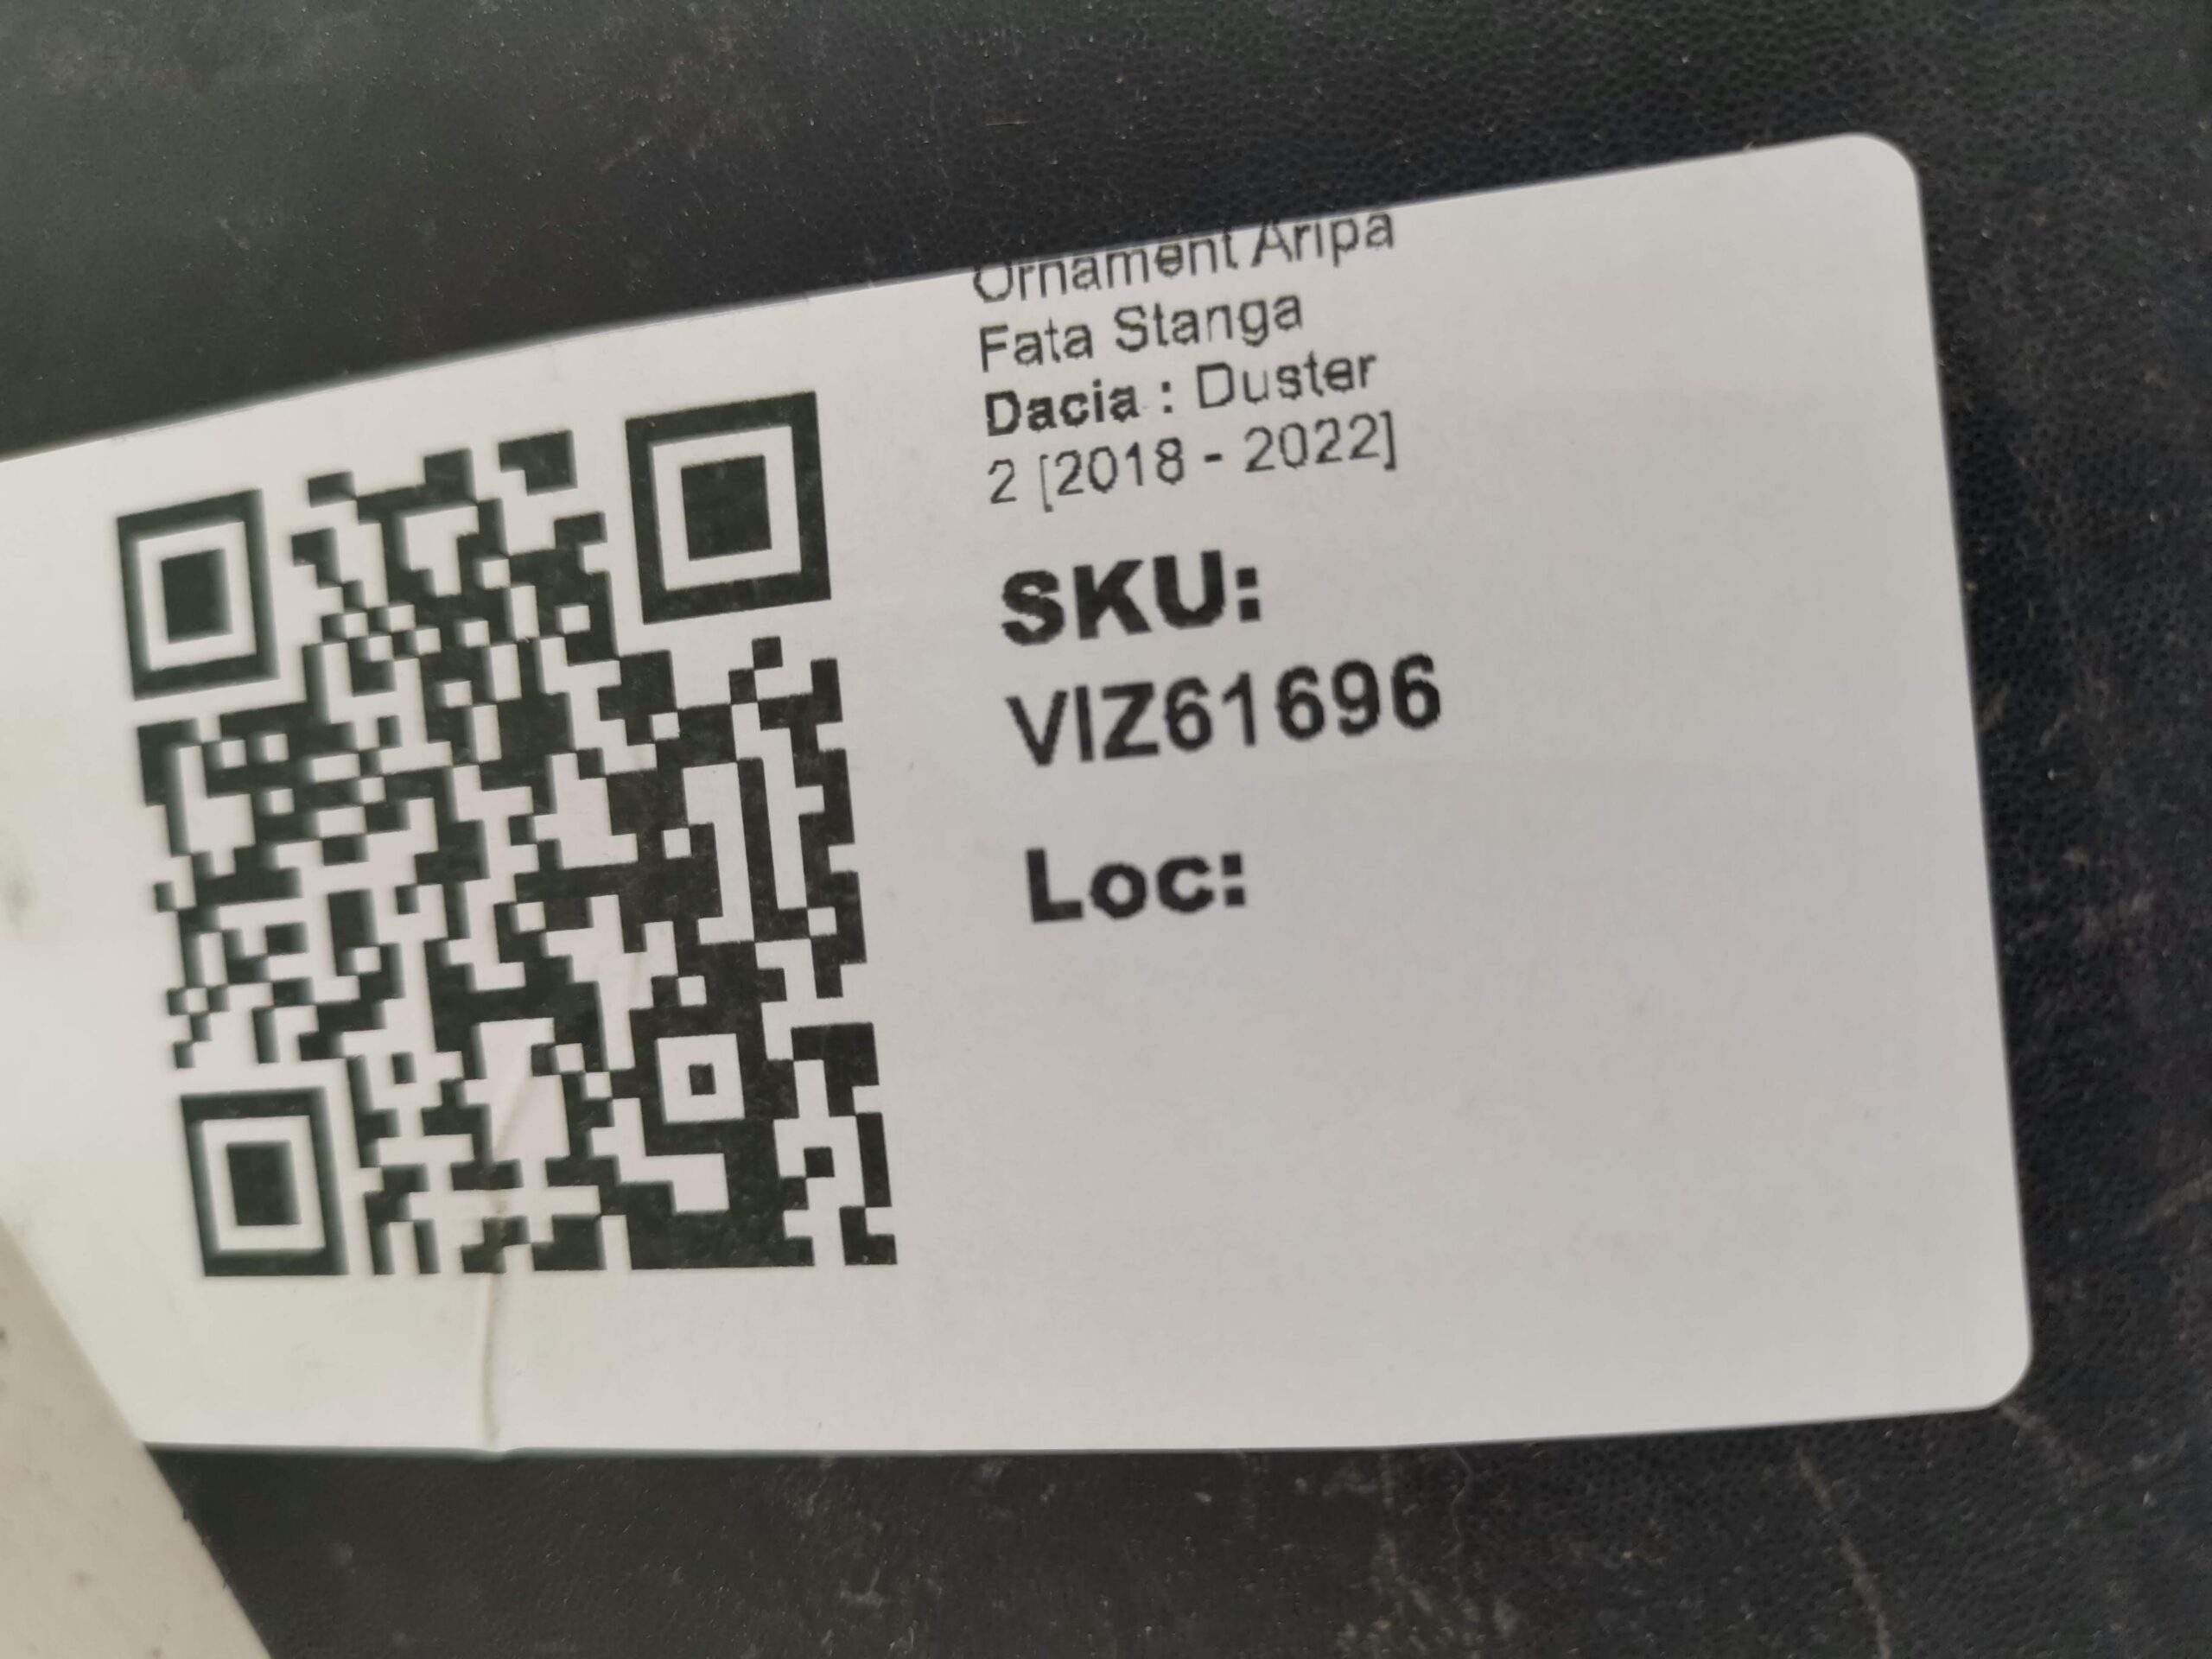 Ornament Aripa
Fata Stanga
Dacia : Duster
2 [2018 - 2022]
SKU:
VIZ61696
Loc: